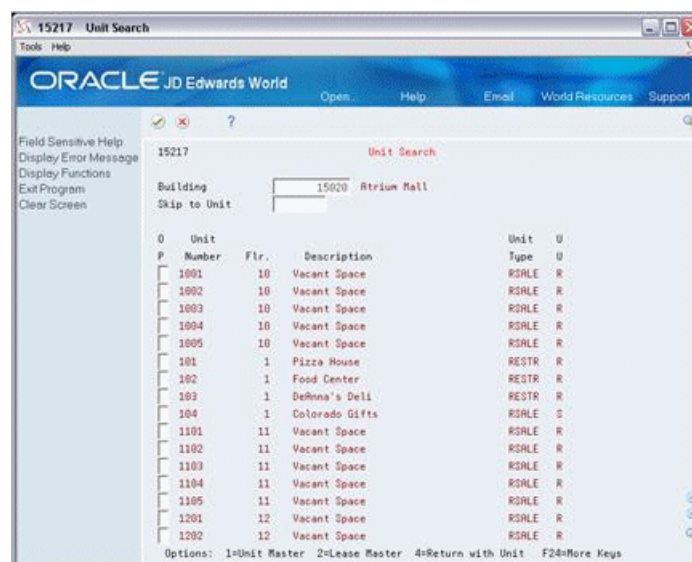 15217 Unit Search
Tools Help
ORACLE JD Edwards World
Open.. Help Email World Resources Support
Field Sensitive Help
Display Error Message
Display Functions
Exit Program
Clear Screen
?
15217 Unit Search
Building 15020 Atrium Mall
Skip to Unit
O Unit Unit U
P Number Flr. Description Type U
1001 10 Vacant Space RSALE R
1002 10 Vacant Space RSALE R
1003 10 Vacant Space RSALE R
1004 10 Vacant Space RSALE R
1005 10 Vacant Space RSALE R
101 1 Pizza House RESTR R
102 1 Food Center RESTR R
103 1 DeAnna's Deli RESTR R
104 1 Colorado Gifts RSALE S
1101 11 Vacant Space RSALE R
1102 11 Vacant Space RSALE R
1103 11 Vacant Space RSALE R
1104 11 Vacant Space RSALE R
1105 11 Vacant Space RSALE R
1201 12 Vacant Space RSALE R
1202 12 Vacant Space RSALE R
Options: 1=Unit Master 2=Lease Master 4=Return with Unit F24=More Keys